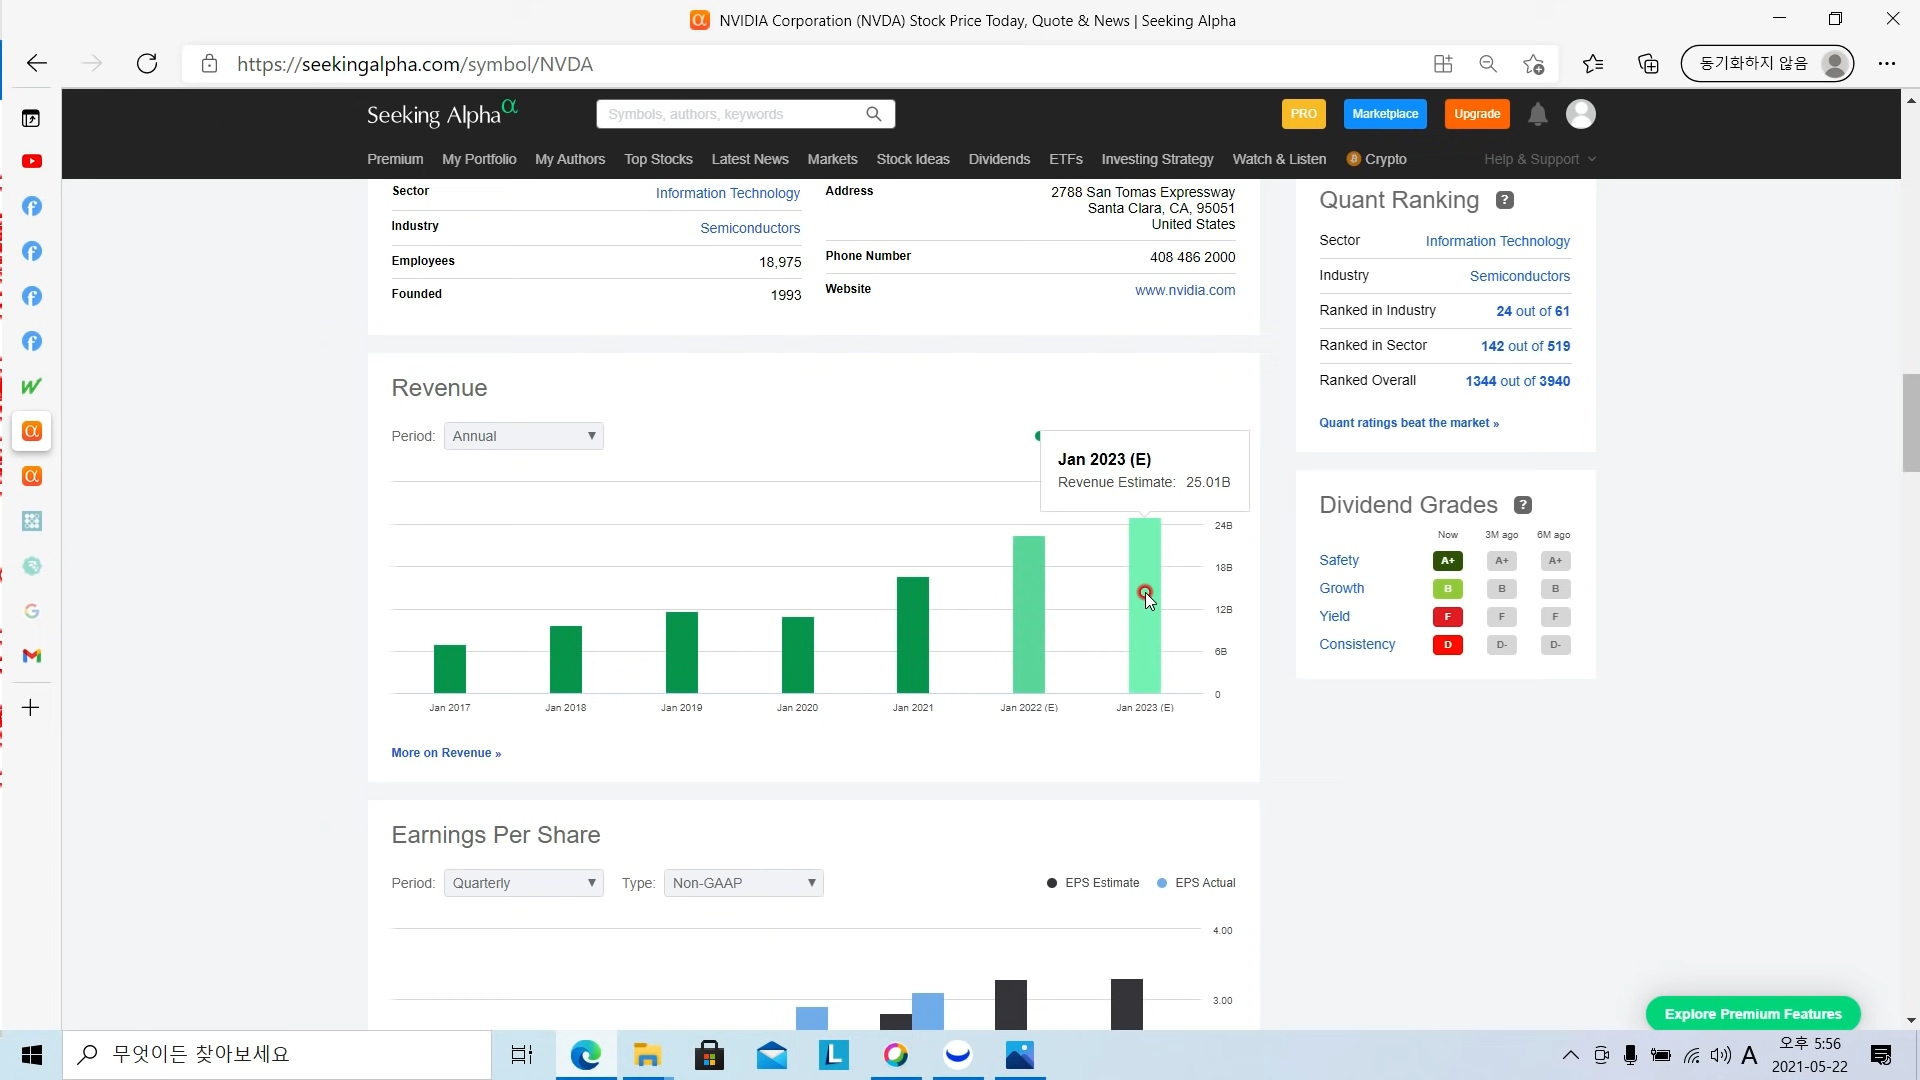 NVIDIA Corporation (NVDA) Stock Price Today, Quote & News | Seeking Alpha
https://seekingalpha.com/symbol/NVDA
동기화하지 않음
Seeking Alpha α
Symbols, authors, keywords
PRO
Marketplace
Upgrade
Premium My Portfolio My Authors Top Stocks Latest News Markets Stock Ideas Dividends ETFs Investing Strategy Watch & Listen Crypto Help & Support
Sector Information Technology
Industry Semiconductors
Employees 18,975
Founded 1993
Address 2788 San Tomas Expressway
Santa Clara, CA, 95051
United States
Phone Number 408 486 2000
Website www.nvidia.com
Quant Ranking ?
Sector Information Technology
Industry Semiconductors
Ranked in Industry 24 out of 61
Ranked in Sector 142 out of 519
Ranked Overall 1344 out of 3940
Quant ratings beat the market »
Revenue
Period: Annual
Jan 2023 (E)
Revenue Estimate: 25.01B
24B
18B
12B
6B
0
Jan 2017 Jan 2018 Jan 2019 Jan 2020 Jan 2021 Jan 2022 (E) Jan 2023 (E)
More on Revenue »
Dividend Grades ?
Now 3M ago 6M ago
Safety A+ A+ A+
Growth B B B
Yield F F F
Consistency D D- D-
Earnings Per Share
Period: Quarterly Type: Non-GAAP
EPS Estimate EPS Actual
4.00
3.00
Explore Premium Features
무엇이든 찾아보세요
A
오후 5:56
2021-05-22